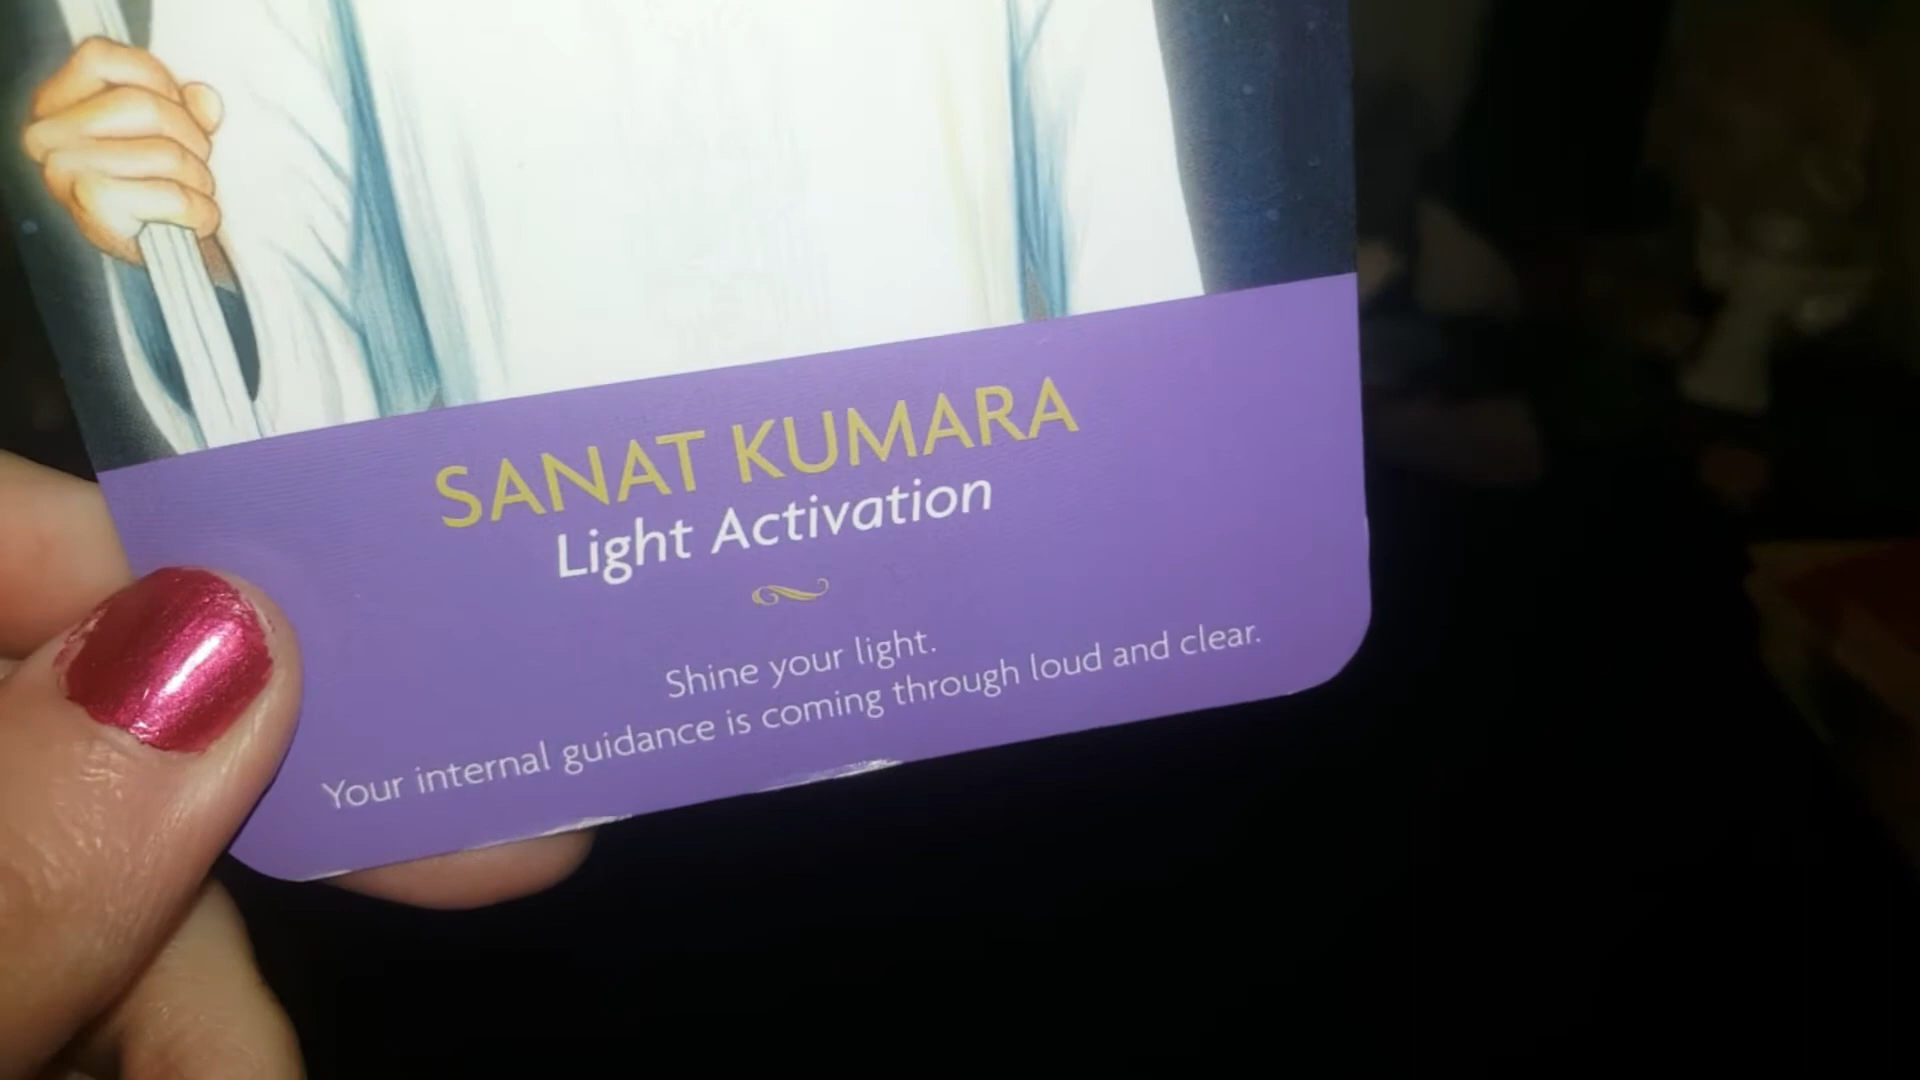 SANAT KUMARA
Light Activation
Shine your light.
Your internal guidance is coming through loud and clear.